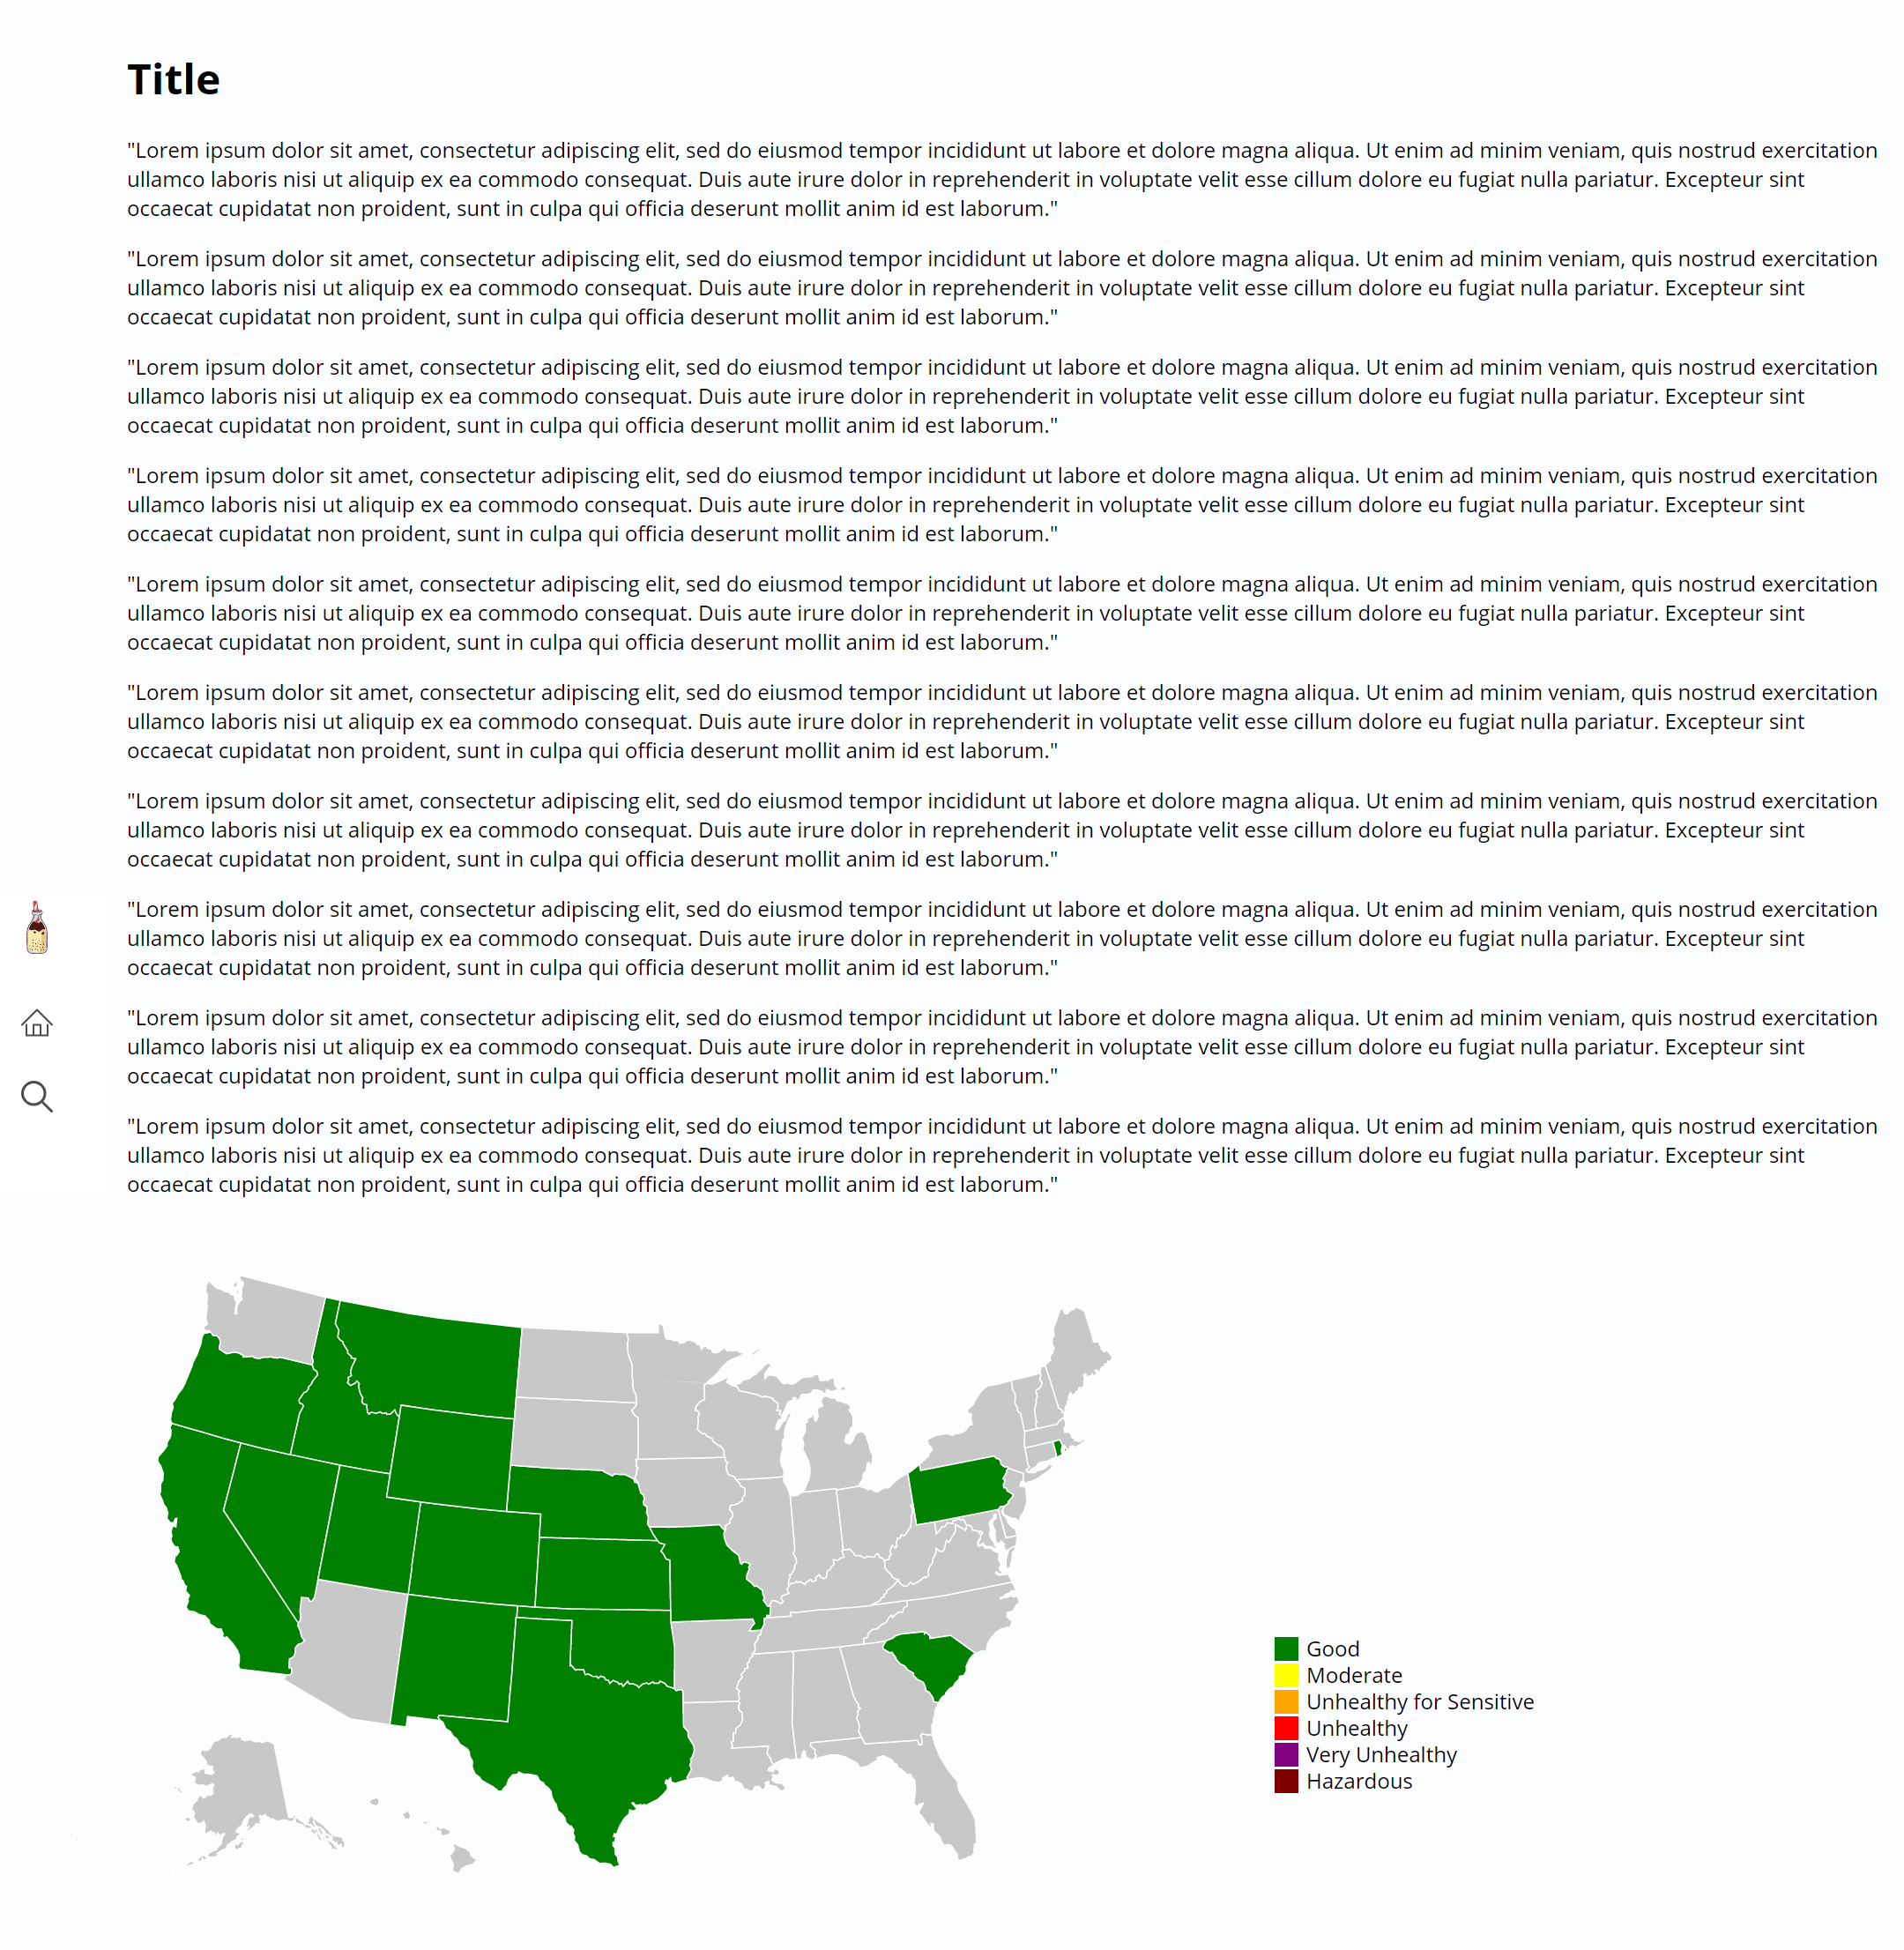 Title
"Lorem ipsum dolor sit amet, consectetur adipiscing elit, sed do eiusmod tempor incididunt ut labore et dolore magna aliqua. Ut enim ad minim veniam, quis nostrud exercitation
ullamco laboris nisi ut aliquip ex ea commodo consequat. Duis aute irure dolor in reprehenderit in voluptate velit esse cillum dolore eu fugiat nulla pariatur. Excepteur sint
occaecat cupidatat non proident, sunt in culpa qui officia deserunt mollit anim id est laborum."
"Lorem ipsum dolor sit amet, consectetur adipiscing elit, sed do eiusmod tempor incididunt ut labore et dolore magna aliqua. Ut enim ad minim veniam, quis nostrud exercitation
ullamco laboris nisi ut aliquip ex ea commodo consequat. Duis aute irure dolor in reprehenderit in voluptate velit esse cillum dolore eu fugiat nulla pariatur. Excepteur sint
occaecat cupidatat non proident, sunt in culpa qui officia deserunt mollit anim id est laborum."
"Lorem ipsum dolor sit amet, consectetur adipiscing elit, sed do eiusmod tempor incididunt ut labore et dolore magna aliqua. Ut enim ad minim veniam, quis nostrud exercitation
ullamco laboris nisi ut aliquip ex ea commodo consequat. Duis aute irure dolor in reprehenderit in voluptate velit esse cillum dolore eu fugiat nulla pariatur. Excepteur sint
occaecat cupidatat non proident, sunt in culpa qui officia deserunt mollit anim id est laborum."
"Lorem ipsum dolor sit amet, consectetur adipiscing elit, sed do eiusmod tempor incididunt ut labore et dolore magna aliqua. Ut enim ad minim veniam, quis nostrud exercitation
ullamco laboris nisi ut aliquip ex ea commodo consequat. Duis aute irure dolor in reprehenderit in voluptate velit esse cillum dolore eu fugiat nulla pariatur. Excepteur sint
occaecat cupidatat non proident, sunt in culpa qui officia deserunt mollit anim id est laborum."
"Lorem ipsum dolor sit amet, consectetur adipiscing elit, sed do eiusmod tempor incididunt ut labore et dolore magna aliqua. Ut enim ad minim veniam, quis nostrud exercitation
ullamco laboris nisi ut aliquip ex ea commodo consequat. Duis aute irure dolor in reprehenderit in voluptate velit esse cillum dolore eu fugiat nulla pariatur. Excepteur sint
occaecat cupidatat non proident, sunt in culpa qui officia deserunt mollit anim id est laborum."
"Lorem ipsum dolor sit amet, consectetur adipiscing elit, sed do eiusmod tempor incididunt ut labore et dolore magna aliqua. Ut enim ad minim veniam, quis nostrud exercitation
ullamco laboris nisi ut aliquip ex ea commodo consequat. Duis aute irure dolor in reprehenderit in voluptate velit esse cillum dolore eu fugiat nulla pariatur. Excepteur sint
occaecat cupidatat non proident, sunt in culpa qui officia deserunt mollit anim id est laborum."
"Lorem ipsum dolor sit amet, consectetur adipiscing elit, sed do eiusmod tempor incididunt ut labore et dolore magna aliqua. Ut enim ad minim veniam, quis nostrud exercitation
ullamco laboris nisi ut aliquip ex ea commodo consequat. Duis aute irure dolor in reprehenderit in voluptate velit esse cillum dolore eu fugiat nulla pariatur. Excepteur sint
occaecat cupidatat non proident, sunt in culpa qui officia deserunt mollit anim id est laborum."
"Lorem ipsum dolor sit amet, consectetur adipiscing elit, sed do eiusmod tempor incididunt ut labore et dolore magna aliqua. Ut enim ad minim veniam, quis nostrud exercitation
ullamco laboris nisi ut aliquip ex ea commodo consequat. Duis aute irure dolor in reprehenderit in voluptate velit esse cillum dolore eu fugiat nulla pariatur. Excepteur sint
occaecat cupidatat non proident, sunt in culpa qui officia deserunt mollit anim id est laborum."
"Lorem ipsum dolor sit amet, consectetur adipiscing elit, sed do eiusmod tempor incididunt ut labore et dolore magna aliqua. Ut enim ad minim veniam, quis nostrud exercitation
ullamco laboris nisi ut aliquip ex ea commodo consequat. Duis aute irure dolor in reprehenderit in voluptate velit esse cillum dolore eu fugiat nulla pariatur. Excepteur sint
occaecat cupidatat non proident, sunt in culpa qui officia deserunt mollit anim id est laborum."
"Lorem ipsum dolor sit amet, consectetur adipiscing elit, sed do eiusmod tempor incididunt ut labore et dolore magna aliqua. Ut enim ad minim veniam, quis nostrud exercitation
ullamco laboris nisi ut aliquip ex ea commodo consequat. Duis aute irure dolor in reprehenderit in voluptate velit esse cillum dolore eu fugiat nulla pariatur. Excepteur sint
occaecat cupidatat non proident, sunt in culpa qui officia deserunt mollit anim id est laborum."
Good
Moderate
Unhealthy for Sensitive
Unhealthy
Very Unhealthy
Hazardous